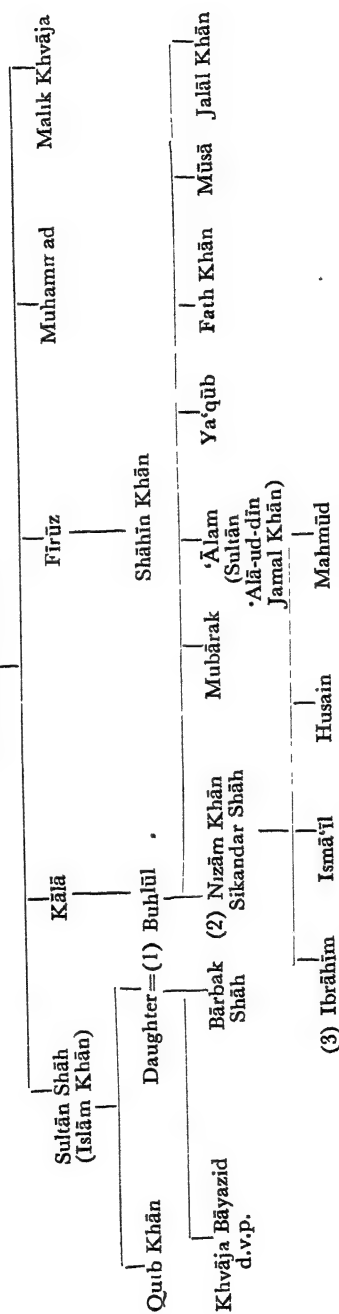 Sultān Shāh
(Islām Khān)
Kālā
Fīrūz
Muhammad
Malik Khvāja
Qutb Khān
Daughter=(1) Buhlūl
Shāhīn Khān
Khvāja Bāyazid
d.v.p.
Bārbak
Shāh
(2) Nizām Khān
Sikandar Shāh
Mubārak
‘Ālam
(Sultān
‘Alā-ud-dīn
Jamal Khān)
Ya‘qūb
Fath Khān
Mūsā
Jalāl Khān
(3) Ibrāhīm
Ismā‘īl
Husain
Mahmūd